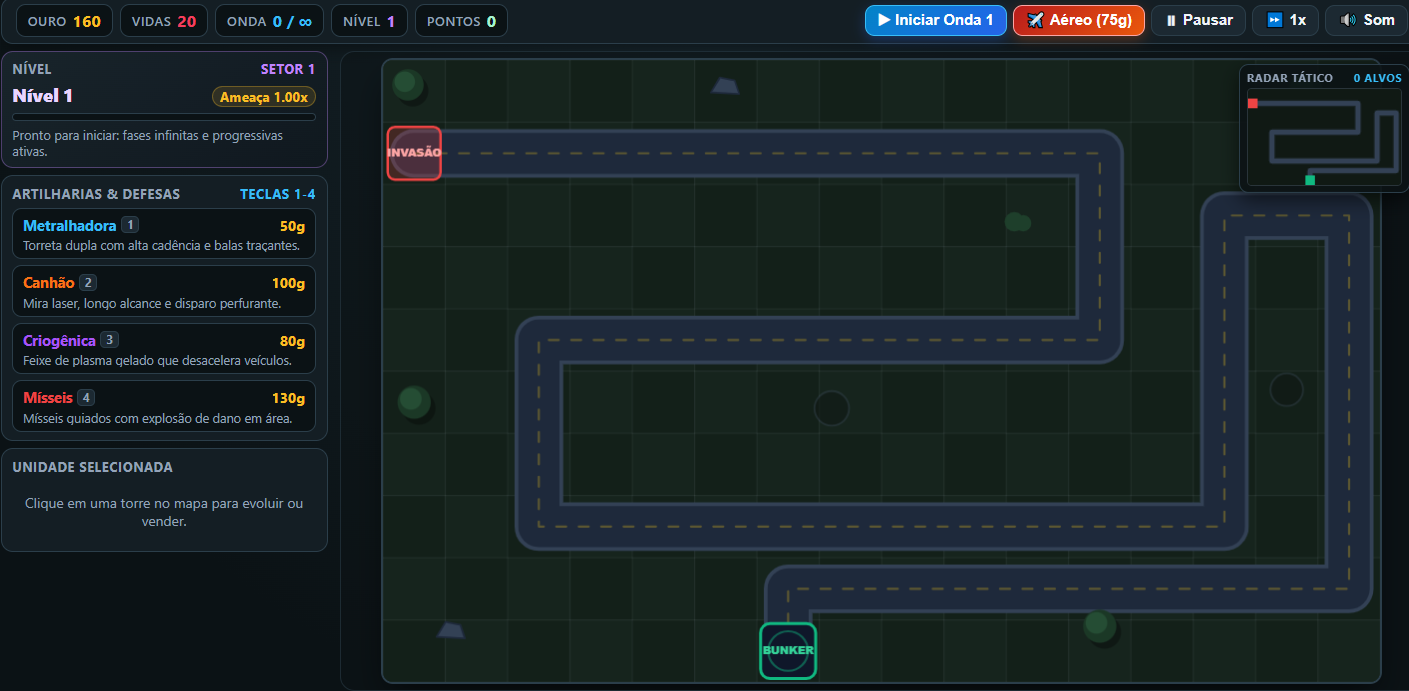 OURO 160
VIDAS 20
ONDA 0 / ∞
NÍVEL 1
PONTOS 0
▶ Iniciar Onda 1
✈️ Aéreo (75g)
⏸ Pausar
⏩ 1x
🔊 Som
NÍVEL SETOR 1
Nível 1 Ameaça 1.00x
Pronto para iniciar: fases infinitas e progressivas
ativas.
ARTILHARIAS & DEFESAS TECLAS 1-4
Metralhadora 1 50g
Torreta dupla com alta cadência e balas traçantes.
Canhão 2 100g
Mira laser, longo alcance e disparo perfurante.
Criogênica 3 80g
Feixe de plasma gelado que desacelera veículos.
Mísseis 4 130g
Mísseis guiados com explosão de dano em área.
UNIDADE SELECIONADA
Clique em uma torre no mapa para evoluir ou
vender.
INVASÃO
RADAR TÁTICO 0 ALVOS
BUNKER